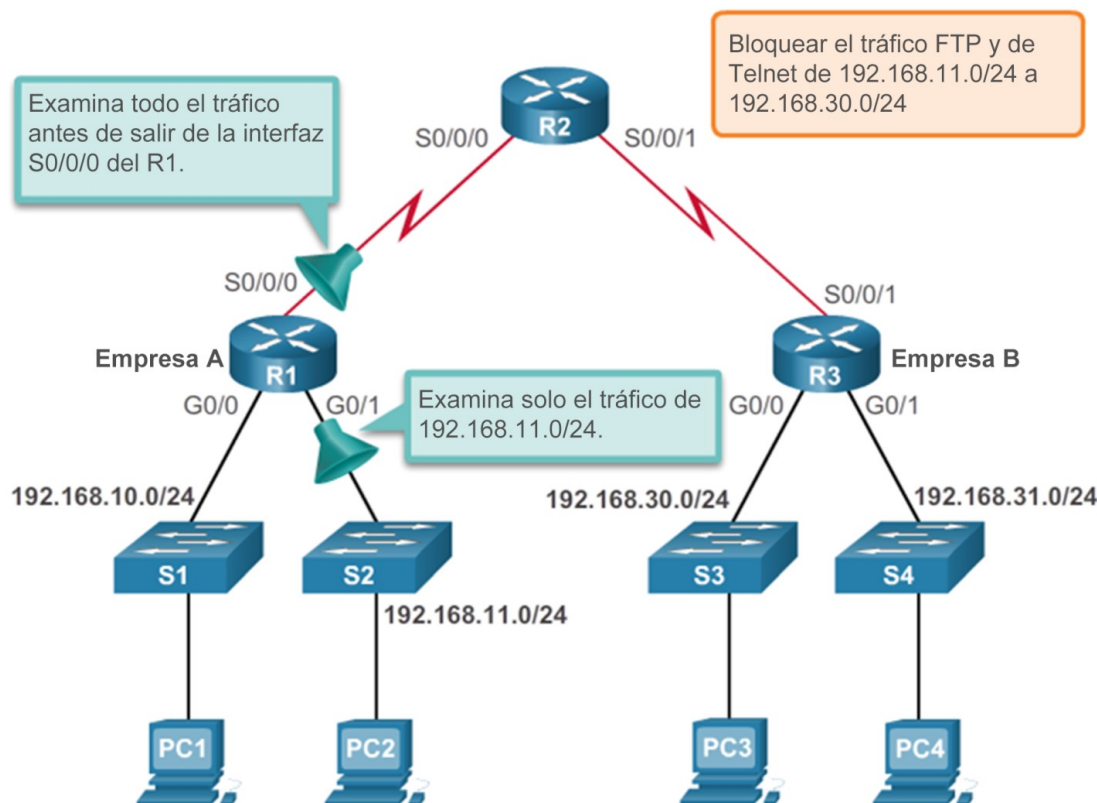 Bloquear el tráfico FTP y de
Telnet de 192.168.11.0/24 a
192.168.30.0/24
Examina todo el tráfico
antes de salir de la interfaz
S0/0/0 del R1.
R2
S0/0/0
S0/0/1
S0/0/0
S0/0/1
Empresa A
R1
R3
Empresa B
G0/0
G0/1
Examina solo el tráfico de
192.168.11.0/24.
G0/0
G0/1
192.168.10.0/24
192.168.30.0/24
192.168.31.0/24
S1
S2
S3
S4
192.168.11.0/24
PC1
PC2
PC3
PC4